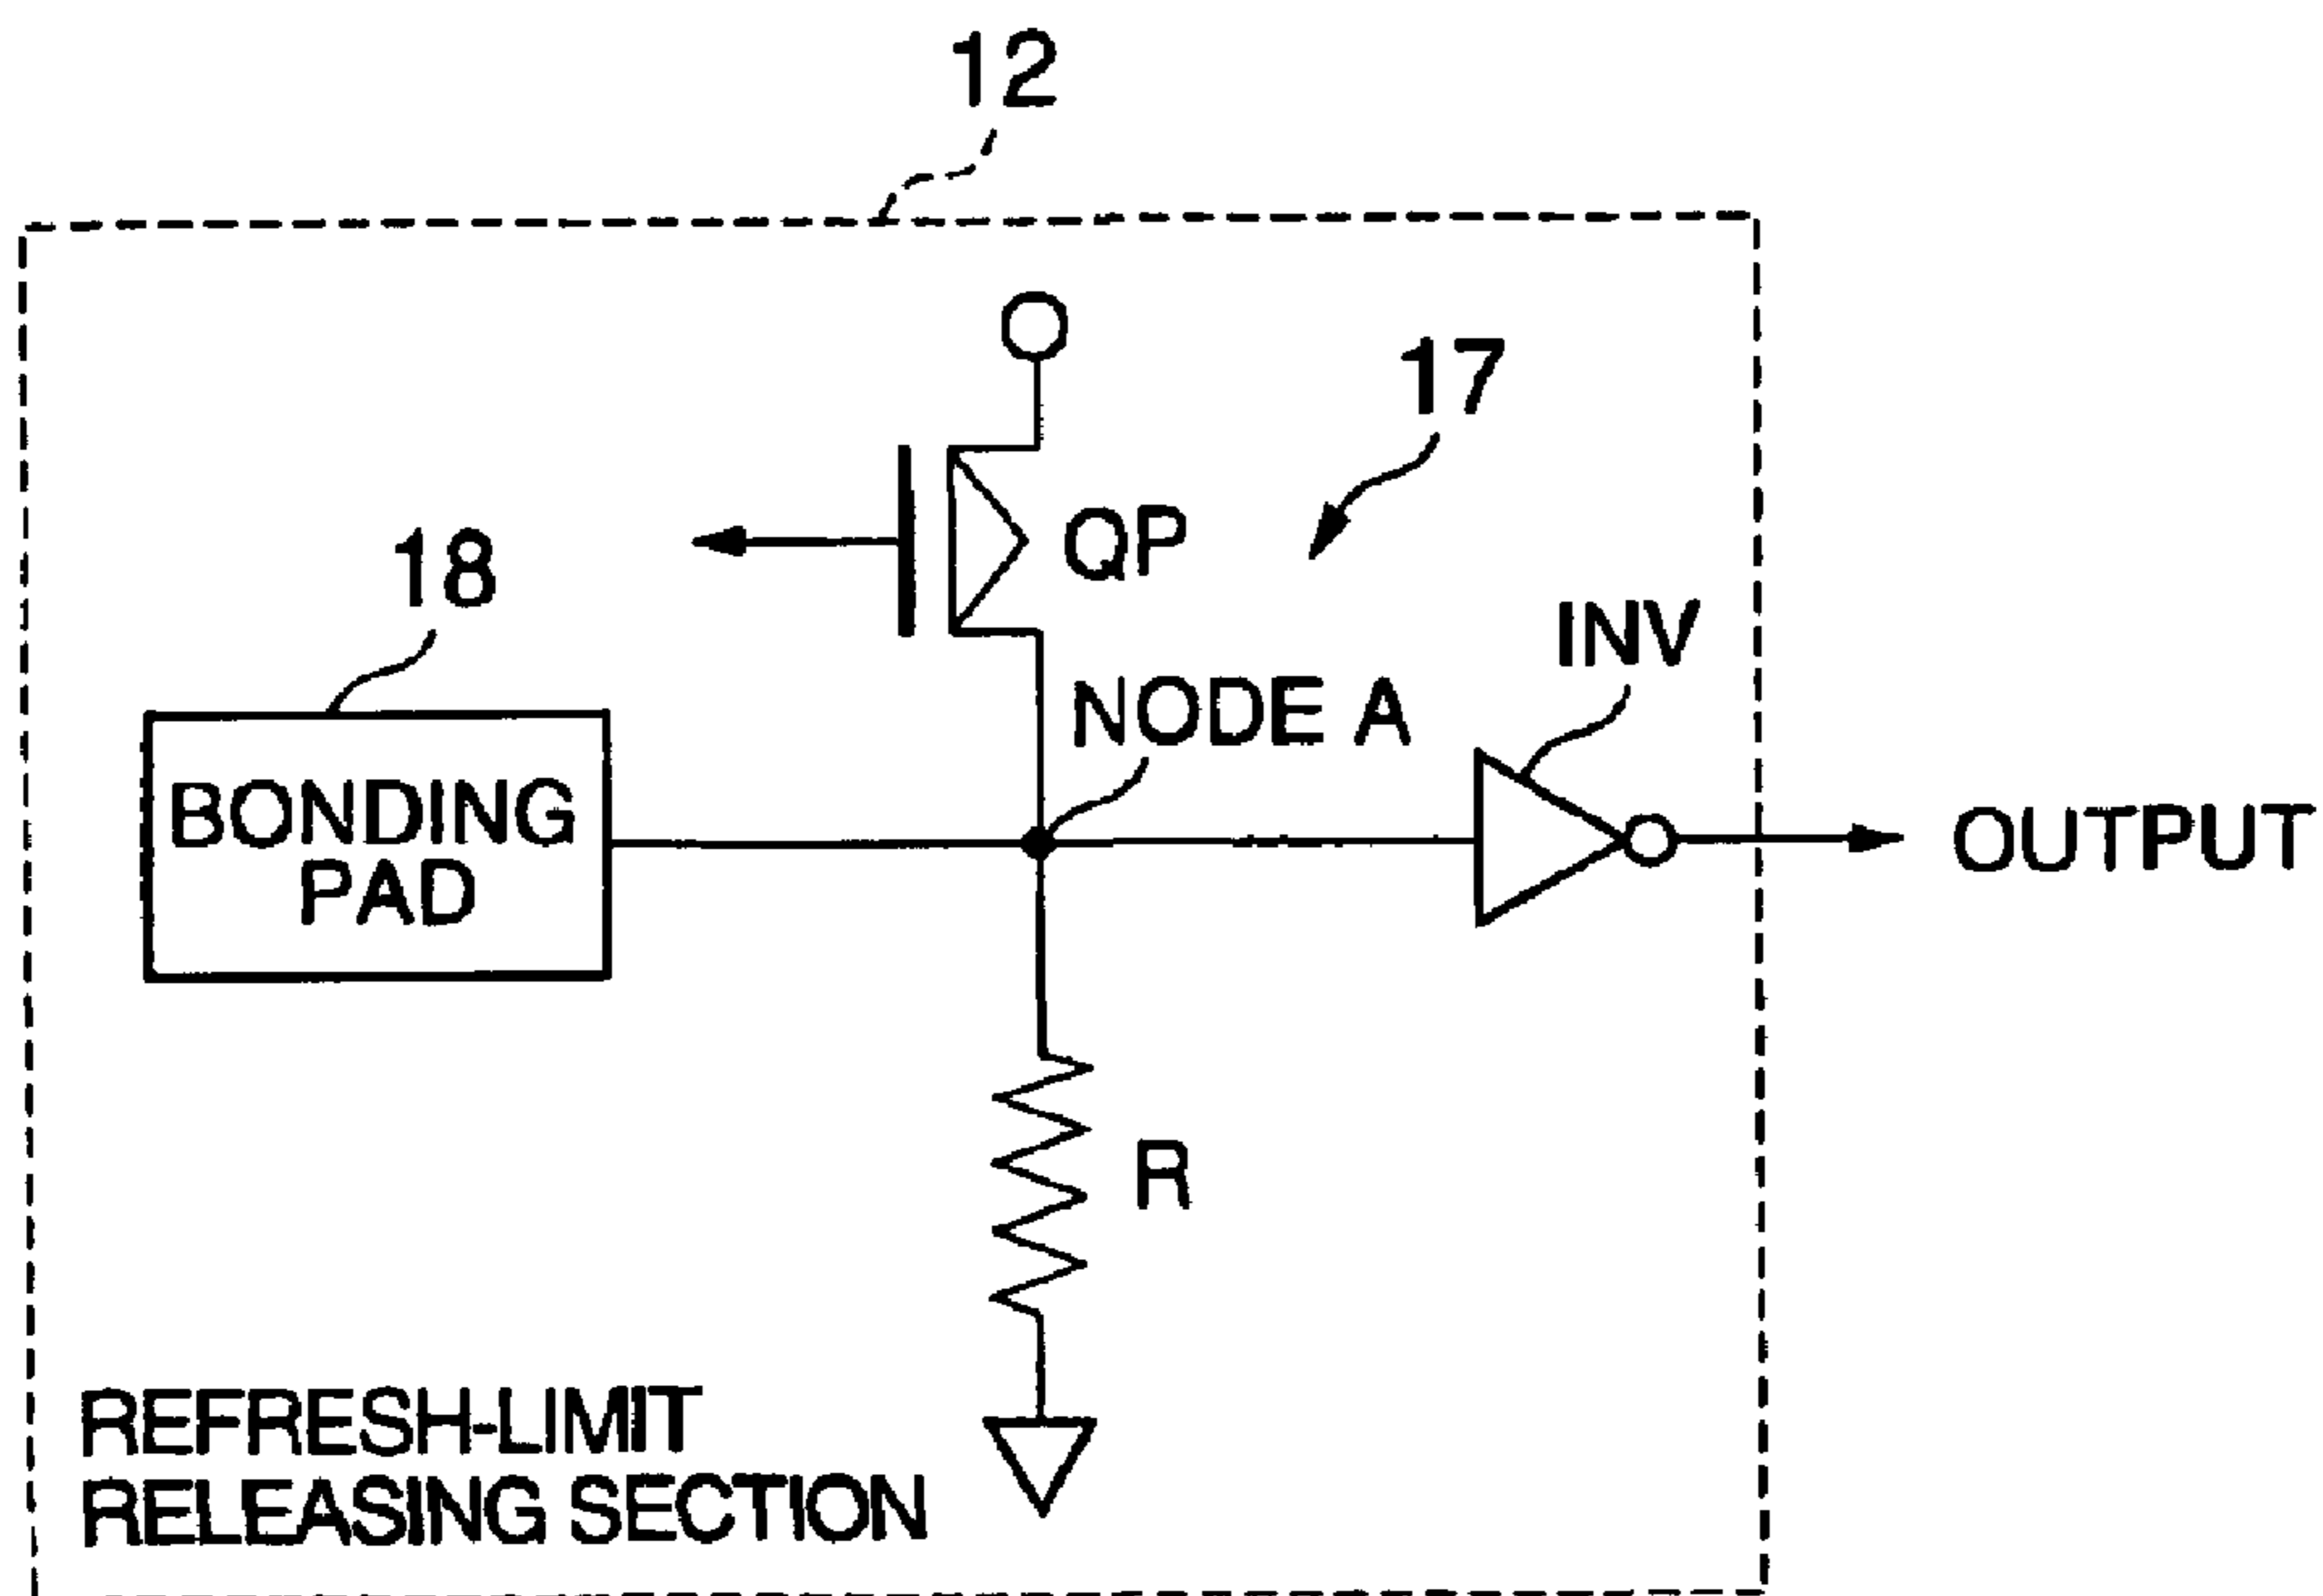 12
17
QP
18
INV
NODE A
BONDING
PAD
OUTPUT
R
REFRESH-LIMIT
RELEASING SECTION